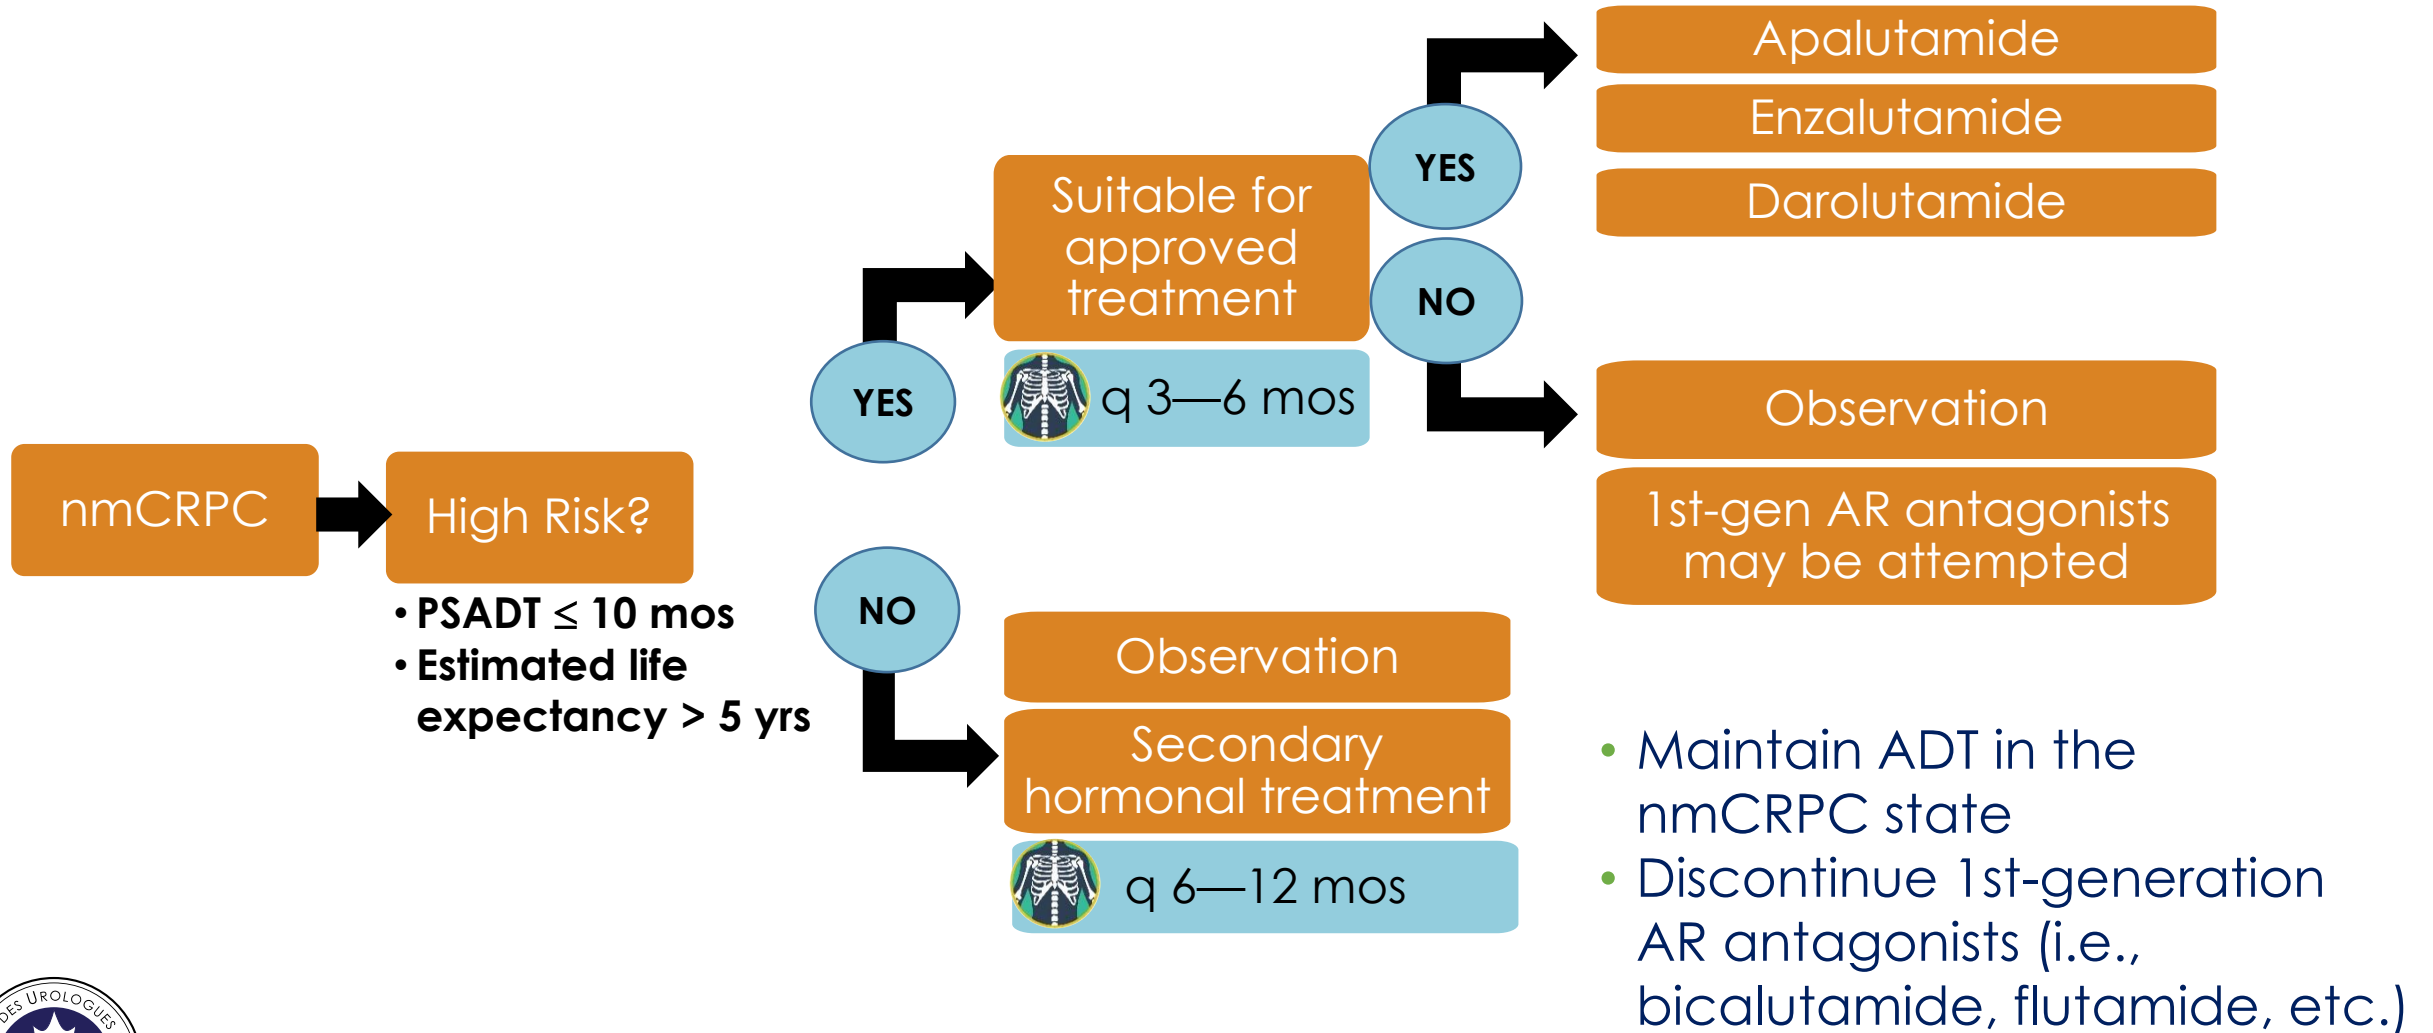 nmCRPC
High Risk?
• PSADT ≤ 10 mos
• Estimated life
expectancy > 5 yrs
YES
NO
Suitable for
approved
treatment
q 3—6 mos
Observation
Secondary
hormonal treatment
q 6—12 mos
YES
NO
Apalutamide
Enzalutamide
Darolutamide
Observation
1st-gen AR antagonists
may be attempted
• Maintain ADT in the
nmCRPC state
• Discontinue 1st-generation
AR antagonists (i.e.,
bicalutamide, flutamide, etc.)
DES UROLOGUES